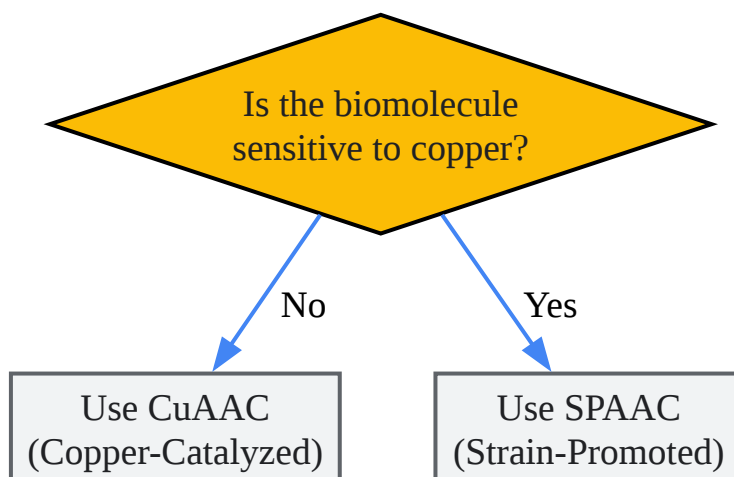 Is the biomolecule
sensitive to copper?
No
Yes
Use CuAAC
(Copper-Catalyzed)
Use SPAAC
(Strain-Promoted)